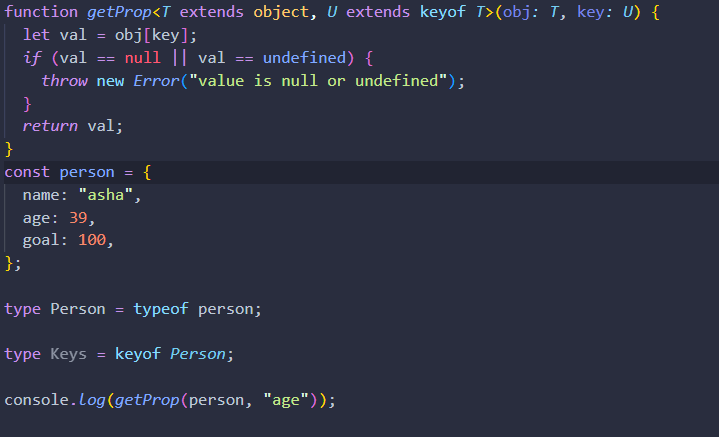 function getProp<T extends object, U extends keyof T>(obj: T, key: U) {
  let val = obj[key];
  if (val == null || val == undefined) {
    throw new Error("value is null or undefined");
  }
  return val;
}
const person = {
  name: "asha",
  age: 39,
  goal: 100,
};

type Person = typeof person;

type Keys = keyof Person;

console.log(getProp(person, "age"));